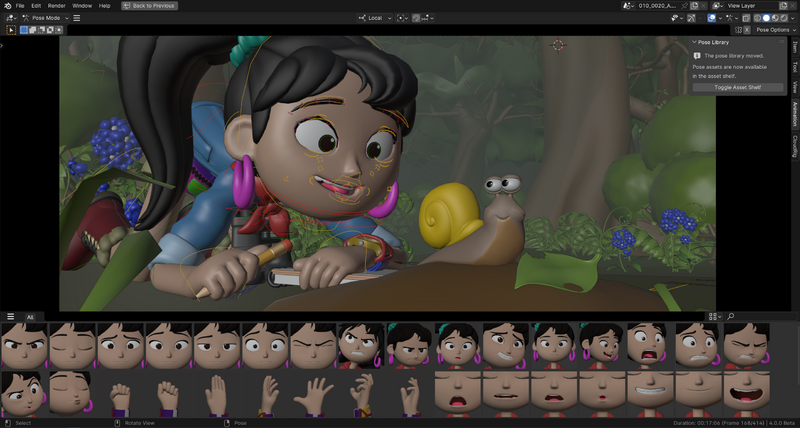 File Edit Render Window Help Back to Previous 010_0020_A... View Layer
Pose Mode Local Pose Options
Pose Library
The pose library moved.
Pose assets are now available
in the asset shelf.
Toggle Asset Shelf
Item
Tool
View
Animation
CloudRig
All
Select Rotate View Pose Duration: 00:17:06 (Frame 168/414) | 4.0.0 Beta